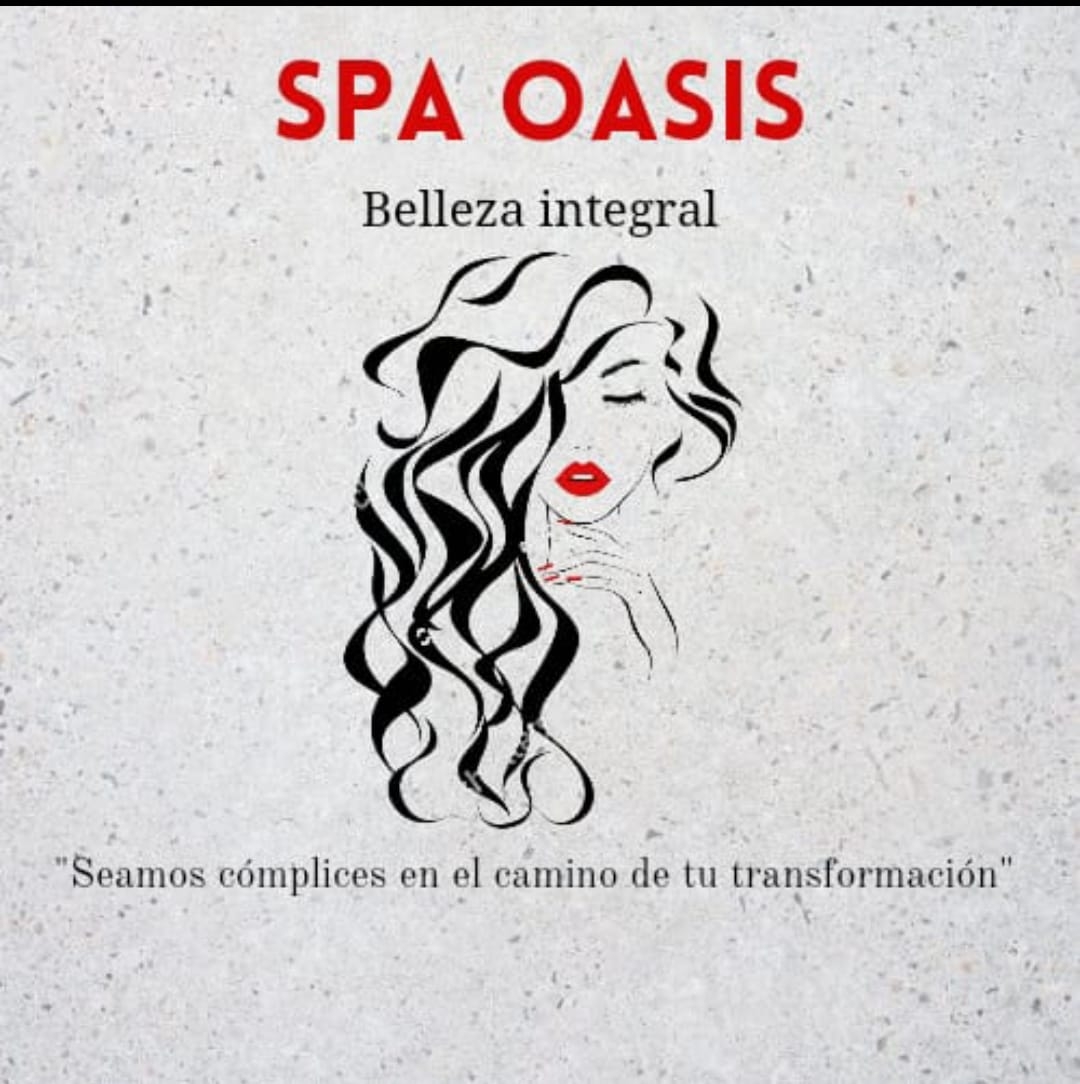 SPA OASIS
Belleza integral
"Seamos cómplices en el camino de tu transformación"